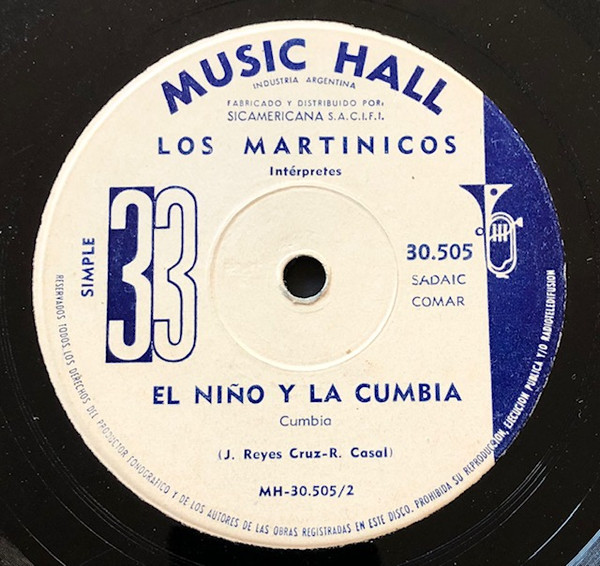 MUSIC HALL
INDUSTRIA ARGENTINA
FABRICADO Y DISTRIBUIDO POR:
SICAMERICANA S.A.C.I.F.I.
LOS MARTINICOS
Intérpretes
SIMPLE
33
30.505
SADAIC
COMAR
EL NIÑO Y LA CUMBIA
Cumbia
(J. Reyes Cruz-R. Casal)
MH-30.505/2
RESERVADOS TODOS LOS DERECHOS DEL PRODUCTOR FONOGRAFICO Y DE LOS AUTORES DE LAS OBRAS REGISTRADAS EN ESTE DISCO. PROHIBIDA SU REPRODUCCION, EJECUCION PUBLICA Y/O RADIOTELEDIFUSION